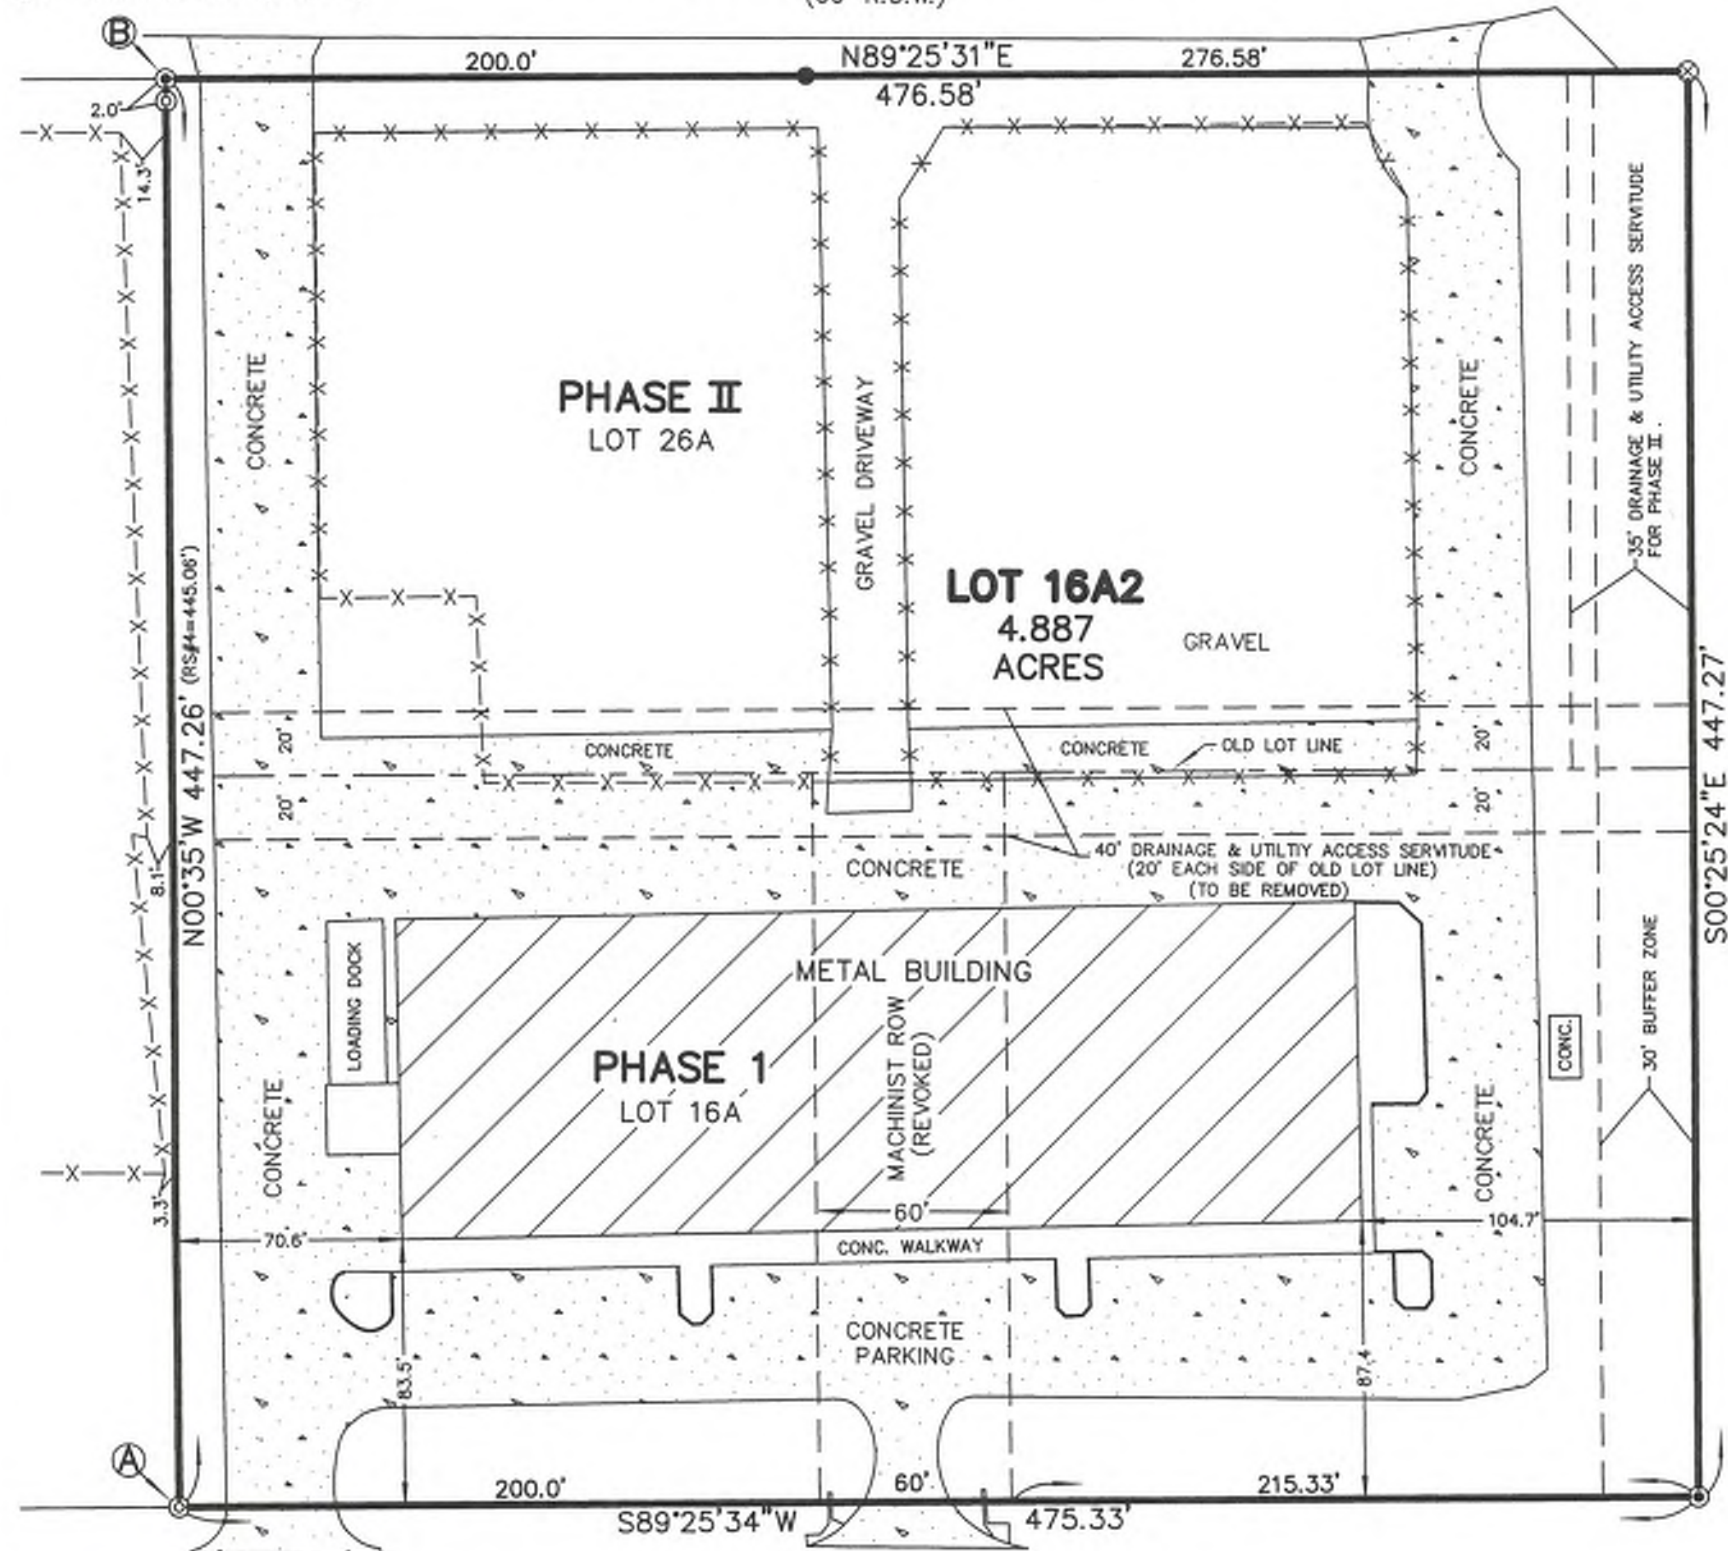 B
200.0'
N89°25'31"E
276.58'
476.58'
2.0'
14.3'
35' DRAINAGE & UTILITY ACCESS SERVITUDE
FOR PHASE II.
CONCRETE
PHASE II
LOT 26A
GRAVEL DRIVEWAY
CONCRETE
LOT 16A2
4.887
ACRES
GRAVEL
N00°35'W 447.26' (RS#4=445.06')
S00°25'24"E 447.27'
20'
CONCRETE
CONCRETE
OLD LOT LINE
20'
20'
20'
8.1'
CONCRETE
40' DRAINAGE & UTILTIY ACCESS SERVITUDE
(20' EACH SIDE OF OLD LOT LINE)
(TO BE REMOVED)
LOADING DOCK
METAL BUILDING
PHASE 1
LOT 16A
MACHINIST ROW
(REVOKED)
CONC.
30' BUFFER ZONE
CONCRETE
CONCRETE
3.3'
60'
70.6'
104.7'
CONC. WALKWAY
CONCRETE
PARKING
83.5'
87.4
A
200.0'
60'
215.33'
S89°25'34"W
475.33'